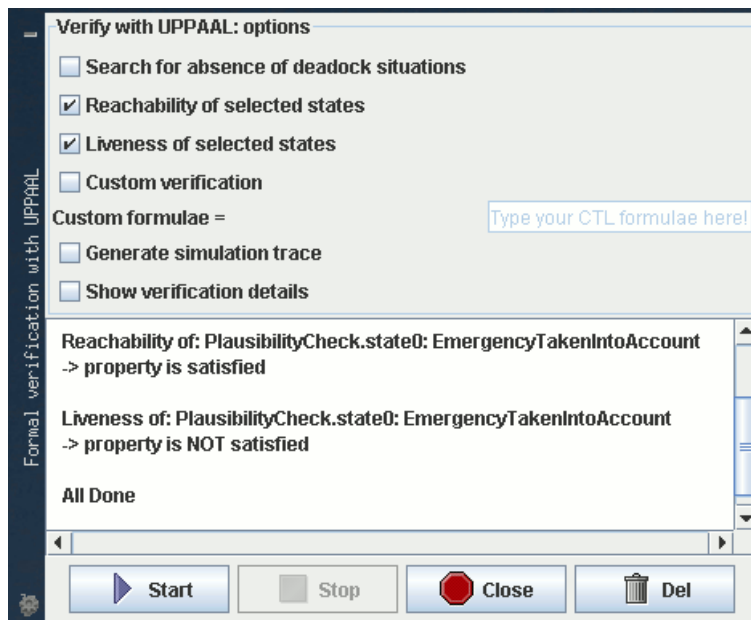 Formal verification with UPPAAL
Verify with UPPAAL: options
Search for absence of deadock situations
Reachability of selected states
Liveness of selected states
Custom verification
Custom formulae =
Type your CTL formulae here!
Generate simulation trace
Show verification details
Reachability of: PlausibilityCheck.state0: EmergencyTakenIntoAccount
-> property is satisfied
Liveness of: PlausibilityCheck.state0: EmergencyTakenIntoAccount
-> property is NOT satisfied
All Done
Start
Stop
Close
Del